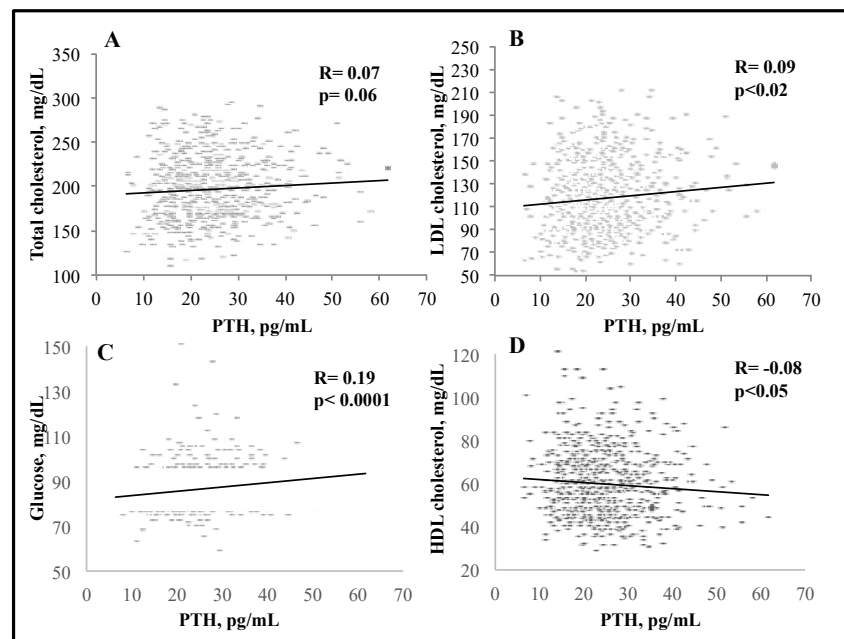 A
R= 0.07
p= 0.06
Total cholesterol, mg/dL
350
300
250
200
150
100
0 10 20 30 40 50 60 70
PTH, pg/mL
B
R= 0.09
p<0.02
LDL cholesterol, mg/dL
250
230
210
190
170
150
130
110
90
70
50
0 10 20 30 40 50 60 70
PTH, pg/mL
C
R= 0.19
p< 0.0001
Glucose, mg/dL
150
130
110
90
70
50
0 10 20 30 40 50 60 70
PTH, pg/mL
D
R= -0.08
p<0.05
HDL cholesterol, mg/dL
120
100
80
60
40
20
0 10 20 30 40 50 60 70
PTH, pg/mL